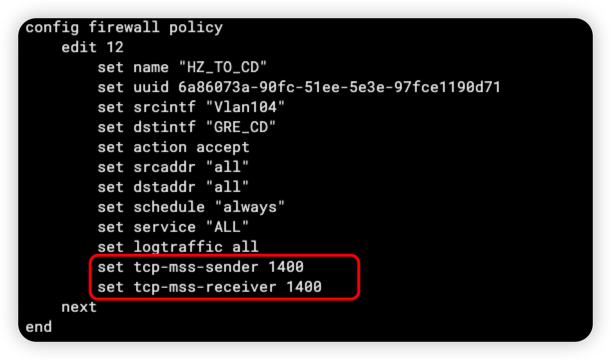 config firewall policy
edit 12
set name "HZ_TO_CD"
set uuid 6a86073a-90fc-51ee-5e3e-97fce1190d71
set srcintf "Vlan104"
set dstintf "GRE_CD"
set action accept
set srcaddr "all"
set dstaddr "all"
set schedule "always"
set service "ALL"
set logtraffic all
set tcp-mss-sender 1400
set tcp-mss-receiver 1400
next
end